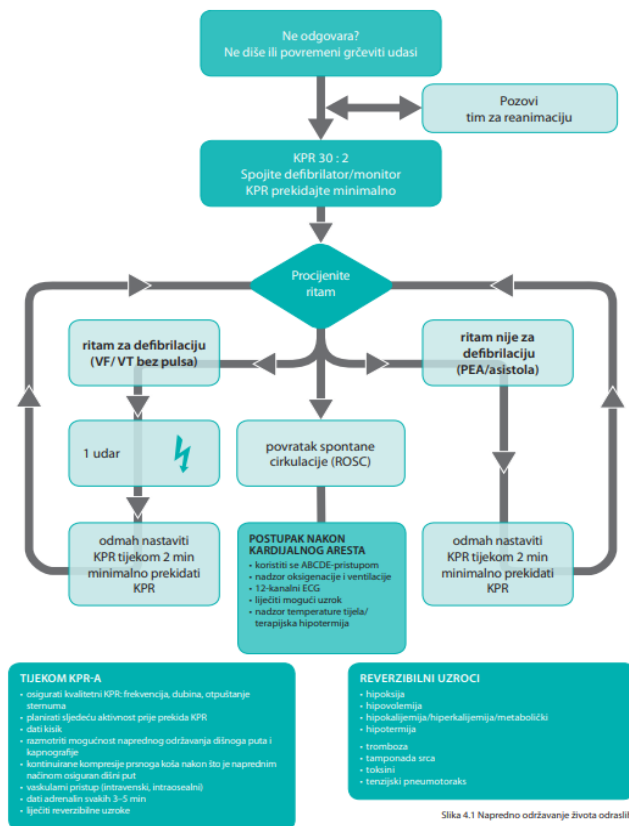 Ne odgovara?
Ne diše ili povremeni grčeviti udasi
Pozovi
tim za reanimaciju
KPR 30 : 2
Spojite defibrilator/monitor
KPR prekidajte minimalno
Procijenite
ritam
ritam za defibrilaciju
(VF/ VT bez pulsa)
ritam nije za
defibrilaciju
(PEA/asistola)
1 udar
povratak spontane
cirkulacije (ROSC)
odmah nastaviti
KPR tijekom 2 min
minimalno prekidati
KPR
POSTUPAK NAKON
KARDIJALNOG ARESTA
• koristiti se ABCDE-pristupom
• nadzor oksigenacije i ventilacije
• 12-kanalni ECG
• liječiti mogući uzrok
• nadzor temperature tijela/
terapijska hipotermija
odmah nastaviti
KPR tijekom 2 min
minimalno prekidati
KPR
TIJEKOM KPR-A
• osigurati kvalitetni KPR: frekvencija, dubina, otpuštanje
sternuma
• planirati sljedeću aktivnost prije prekida KPR
• dati kisik
• razmotriti mogućnost naprednog održavanja dišnoga puta i
kapnografije
• kontinuirane kompresije prsnoga koša nakon što je naprednim
načinom osiguran dišni put
• vaskularni pristup (intravenski, intraosealni)
• dati adrenalin svakih 3–5 min
• liječiti reverzibilne uzroke
REVERZIBILNI UZROCI
• hipoksija
• hipovolemija
• hipokalijemija/hiperkalijemija/metabolički
• hipotermija
• tromboza
• tamponada srca
• toksini
• tenzijski pneumotoraks
Slika 4.1 Napredno održavanje života odrasli